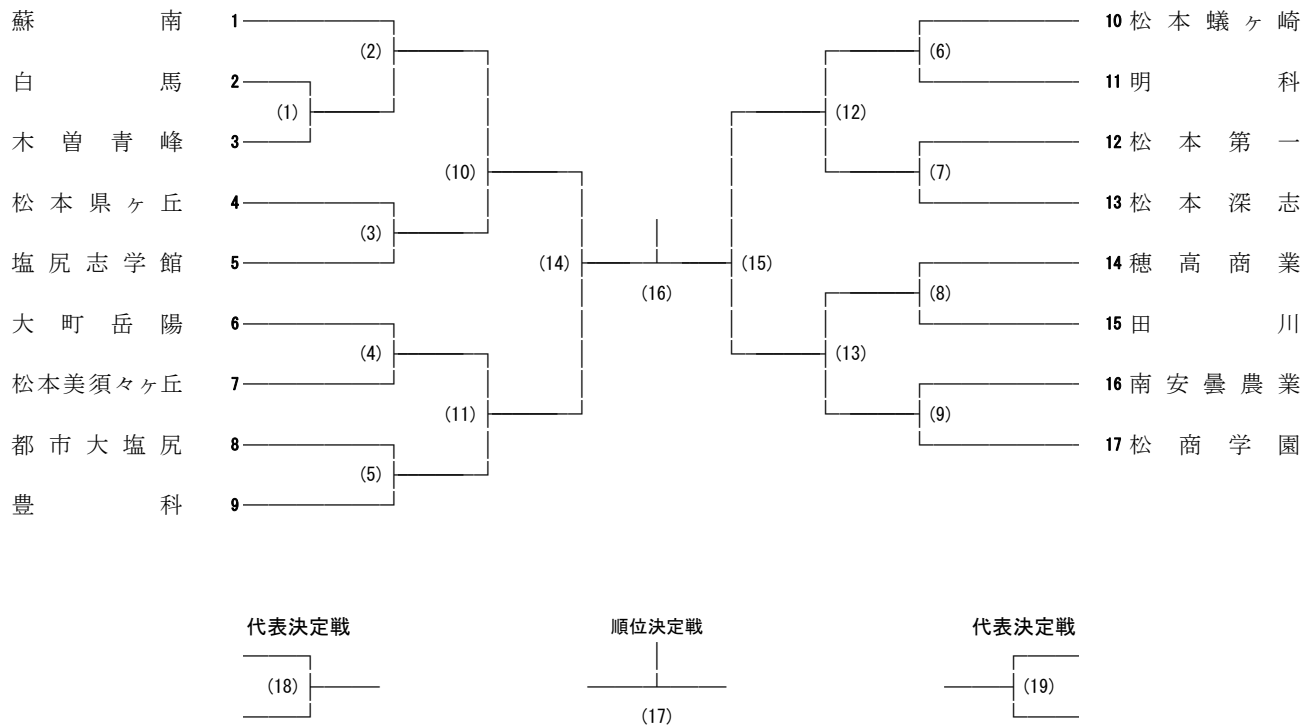 蘇南 1
(2)
白馬 2
(1)
木曽青峰 3
(10)
松本県ヶ丘 4
(3)
塩尻志学館 5
(14)
大町岳陽 6
(4)
松本美須々ヶ丘 7
(11)
都市大塩尻 8
(5)
豊科 9
(16)
10 松本蟻ヶ崎
(6)
11 明科
(12)
12 松本第一
(7)
13 松本深志
(15)
14 穂高商業
(8)
15 田川
(13)
16 南安曇農業
(9)
17 松商学園
代表決定戦
(18)
順位決定戦
(17)
代表決定戦
(19)